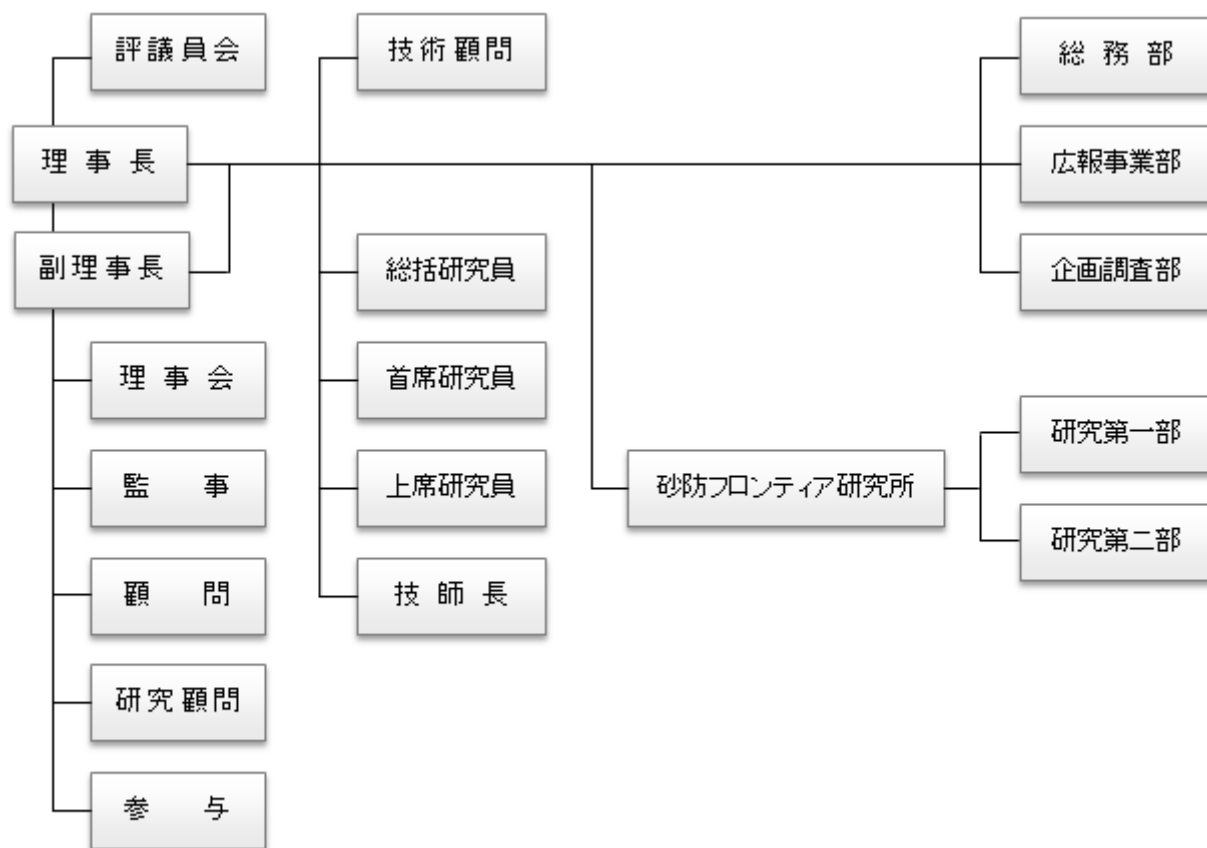 評議員会
理事長
副理事長
理事会
監事
顧問
研究顧問
参与
技術顧問
総括研究員
首席研究員
上席研究員
技師長
砂防フロンティア研究所
総務部
広報事業部
企画調査部
研究第一部
研究第二部